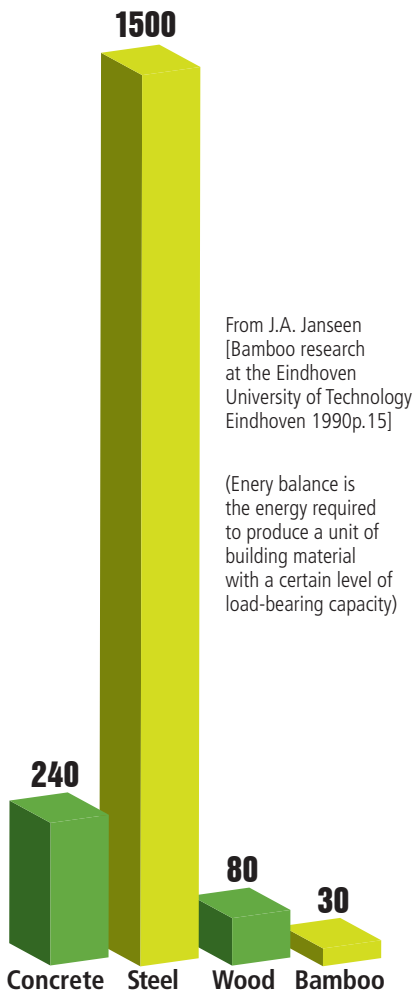 1500
From J.A. Janseen
[Bamboo research
at the Eindhoven
University of Technology
Eindhoven 1990p.15]
(Enery balance is
the energy required
to produce a unit of
building material
with a certain level of
load-bearing capacity)
240
80
30
Concrete Steel Wood Bamboo